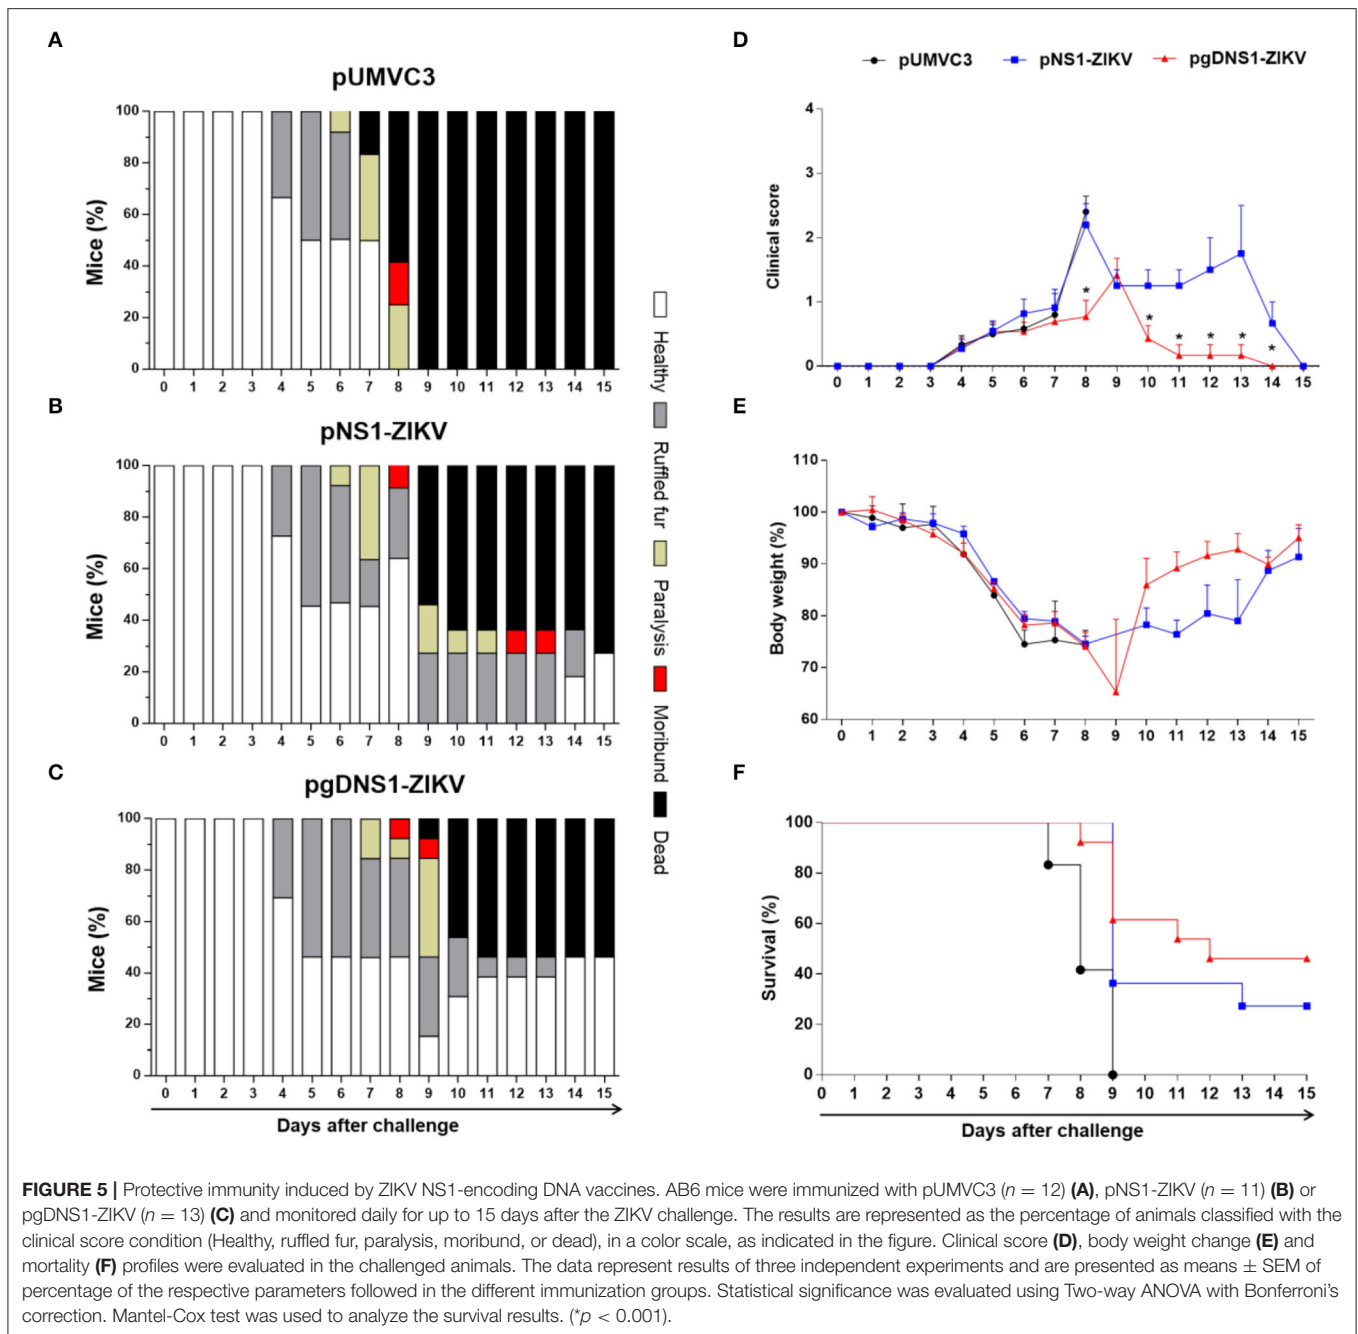 A
pUMVC3
Mice (%)
100
80
60
40
20
0
0 1 2 3 4 5 6 7 8 9 10 11 12 13 14 15
B
pNS1-ZIKV
Mice (%)
100
80
60
40
20
0
0 1 2 3 4 5 6 7 8 9 10 11 12 13 14 15
C
pgDNS1-ZIKV
Mice (%)
100
80
60
40
20
0
0 1 2 3 4 5 6 7 8 9 10 11 12 13 14 15
Days after challenge
Healthy
Ruffled fur
Paralysis
Moribund
Dead
D
pUMVC3 pNS1-ZIKV pgDNS1-ZIKV
Clinical score
4
3
2
1
0
* * * * * *
0 1 2 3 4 5 6 7 8 9 10 11 12 13 14 15
E
Body weight (%)
110
100
90
80
70
60
0 1 2 3 4 5 6 7 8 9 10 11 12 13 14 15
F
Survival (%)
100
80
60
40
20
0
0 1 2 3 4 5 6 7 8 9 10 11 12 13 14 15
Days after challenge
FIGURE 5 | Protective immunity induced by ZIKV NS1-encoding DNA vaccines. AB6 mice were immunized with pUMVC3 (n = 12) (A), pNS1-ZIKV (n = 11) (B) or
pgDNS1-ZIKV (n = 13) (C) and monitored daily for up to 15 days after the ZIKV challenge. The results are represented as the percentage of animals classified with the
clinical score condition (Healthy, ruffled fur, paralysis, moribund, or dead), in a color scale, as indicated in the figure. Clinical score (D), body weight change (E) and
mortality (F) profiles were evaluated in the challenged animals. The data represent results of three independent experiments and are presented as means ± SEM of
percentage of the respective parameters followed in the different immunization groups. Statistical significance was evaluated using Two-way ANOVA with Bonferroni's
correction. Mantel-Cox test was used to analyze the survival results. (*p < 0.001).